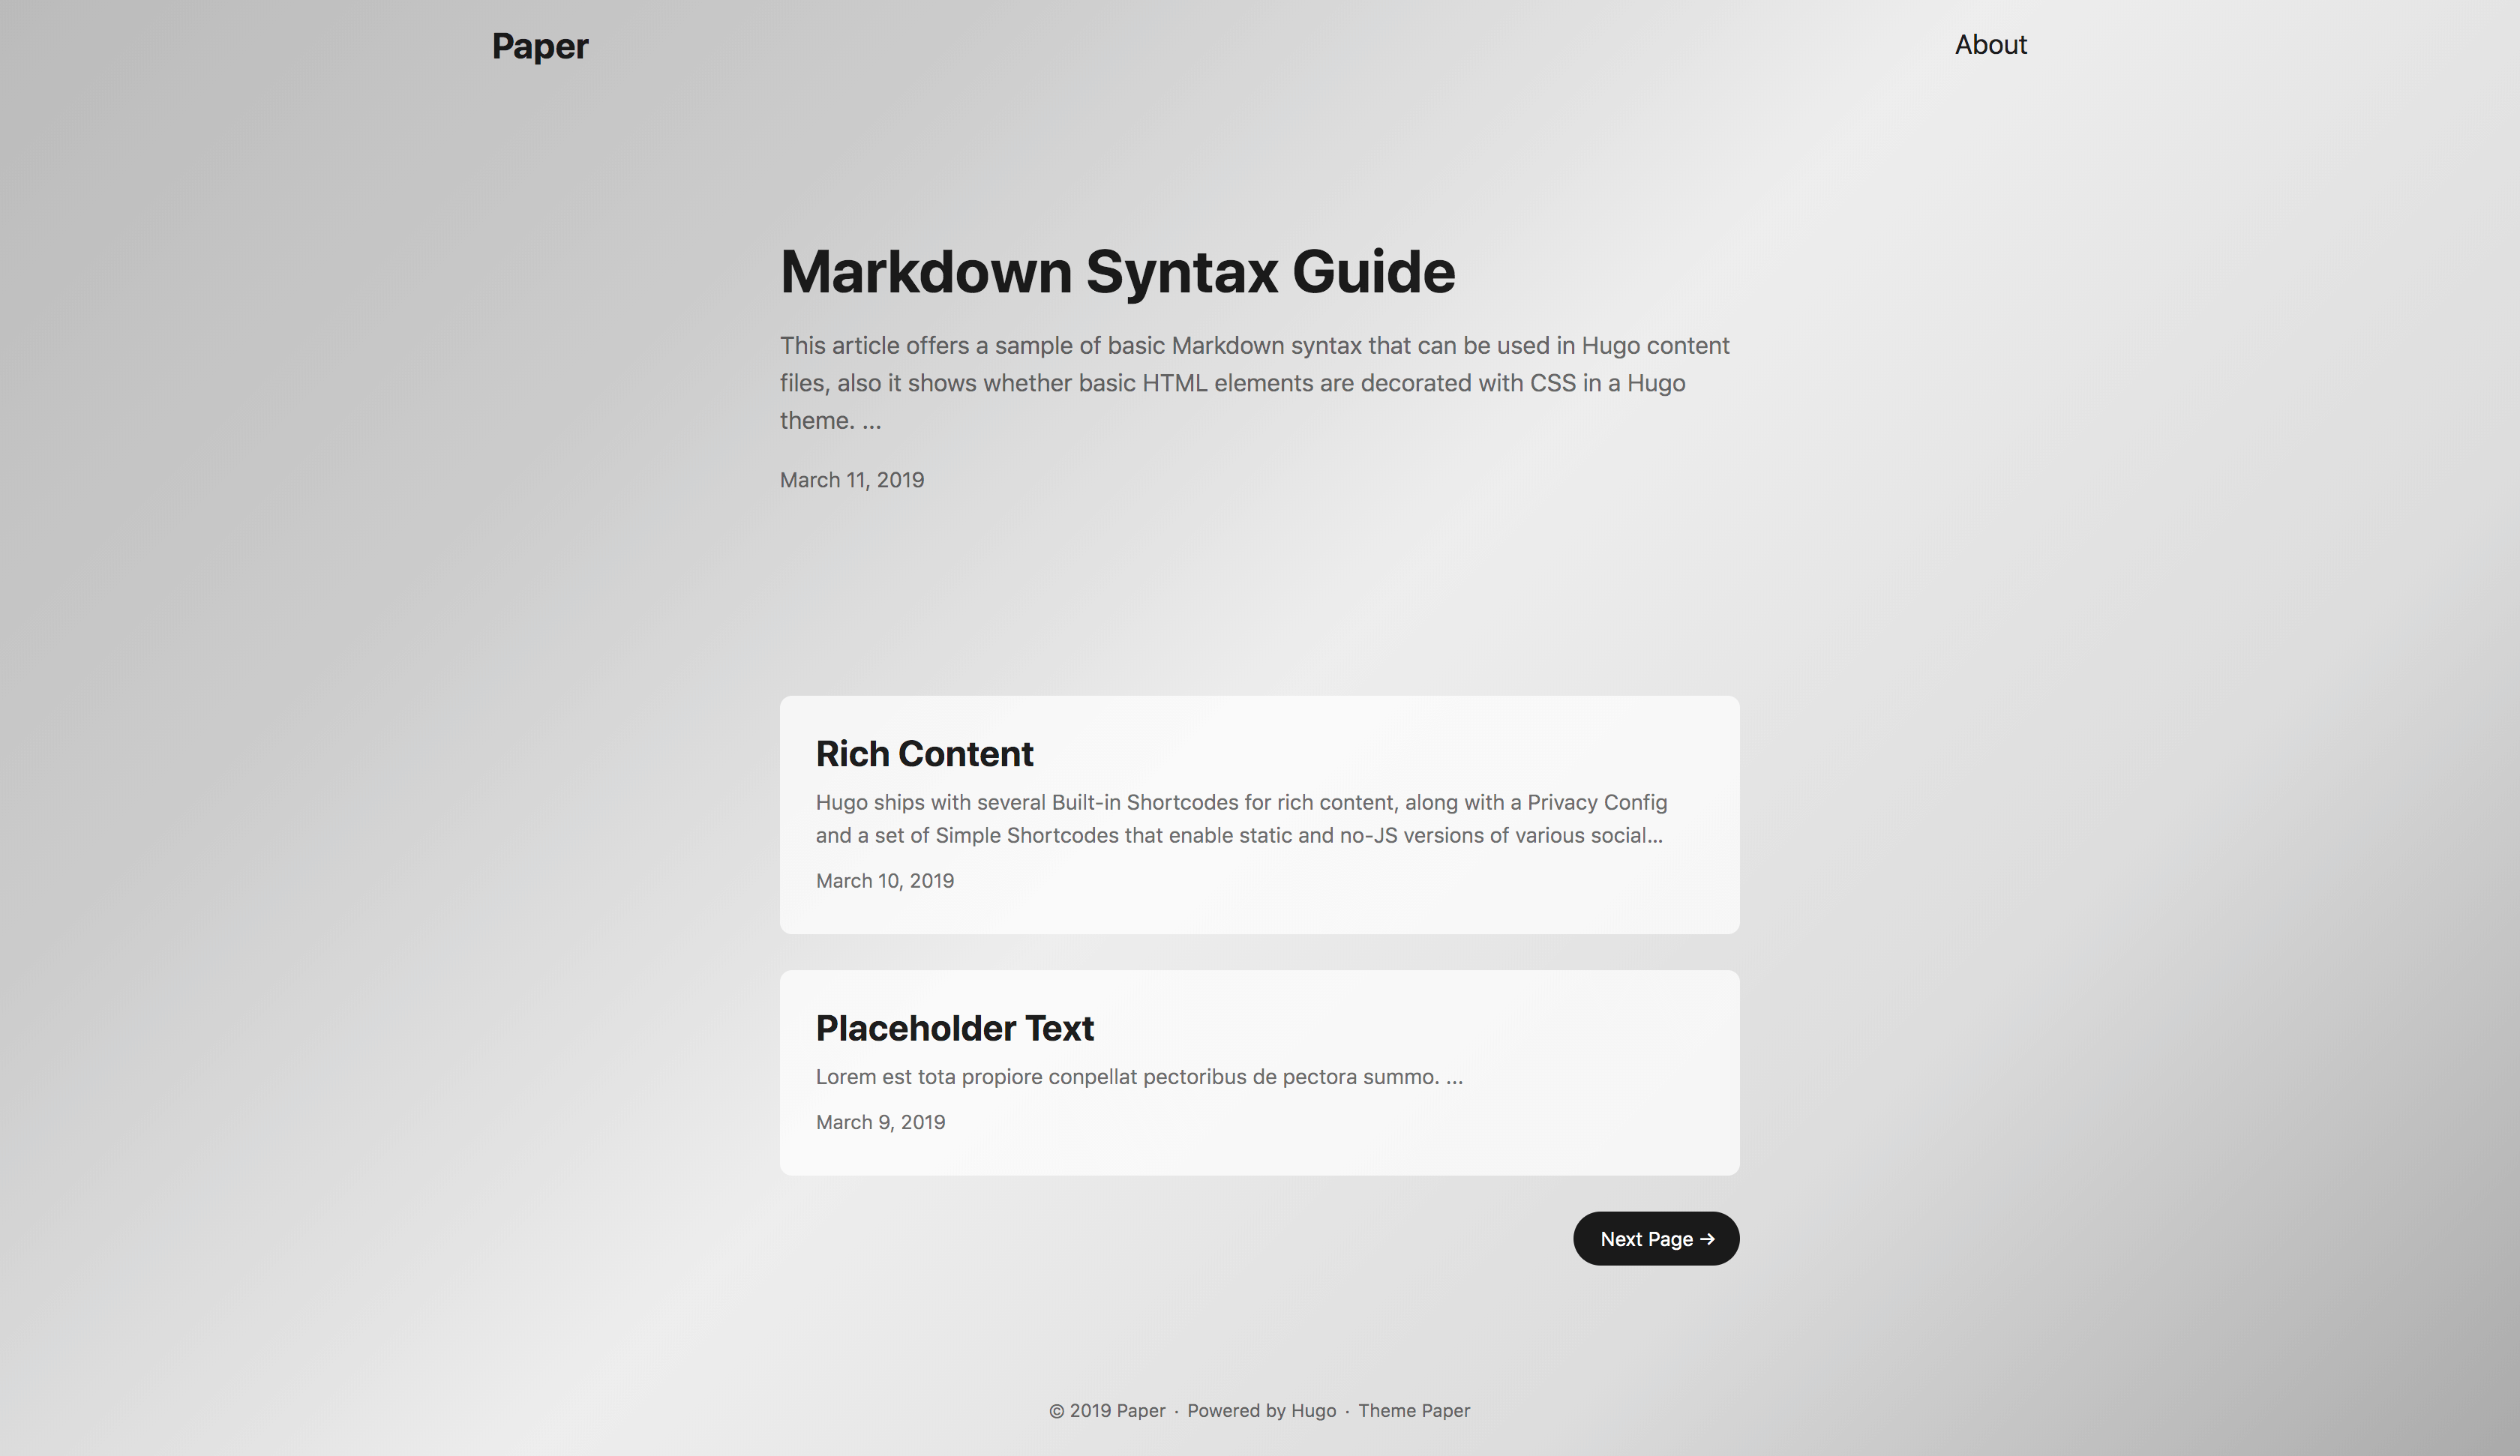 Paper
About
Markdown Syntax Guide
This article offers a sample of basic Markdown syntax that can be used in Hugo content
files, also it shows whether basic HTML elements are decorated with CSS in a Hugo
theme. ...
March 11, 2019
Rich Content
Hugo ships with several Built-in Shortcodes for rich content, along with a Privacy Config
and a set of Simple Shortcodes that enable static and no-JS versions of various social...
March 10, 2019
Placeholder Text
Lorem est tota propiore conpellat pectoribus de pectora summo. ...
March 9, 2019
Next Page →
© 2019 Paper · Powered by Hugo · Theme Paper